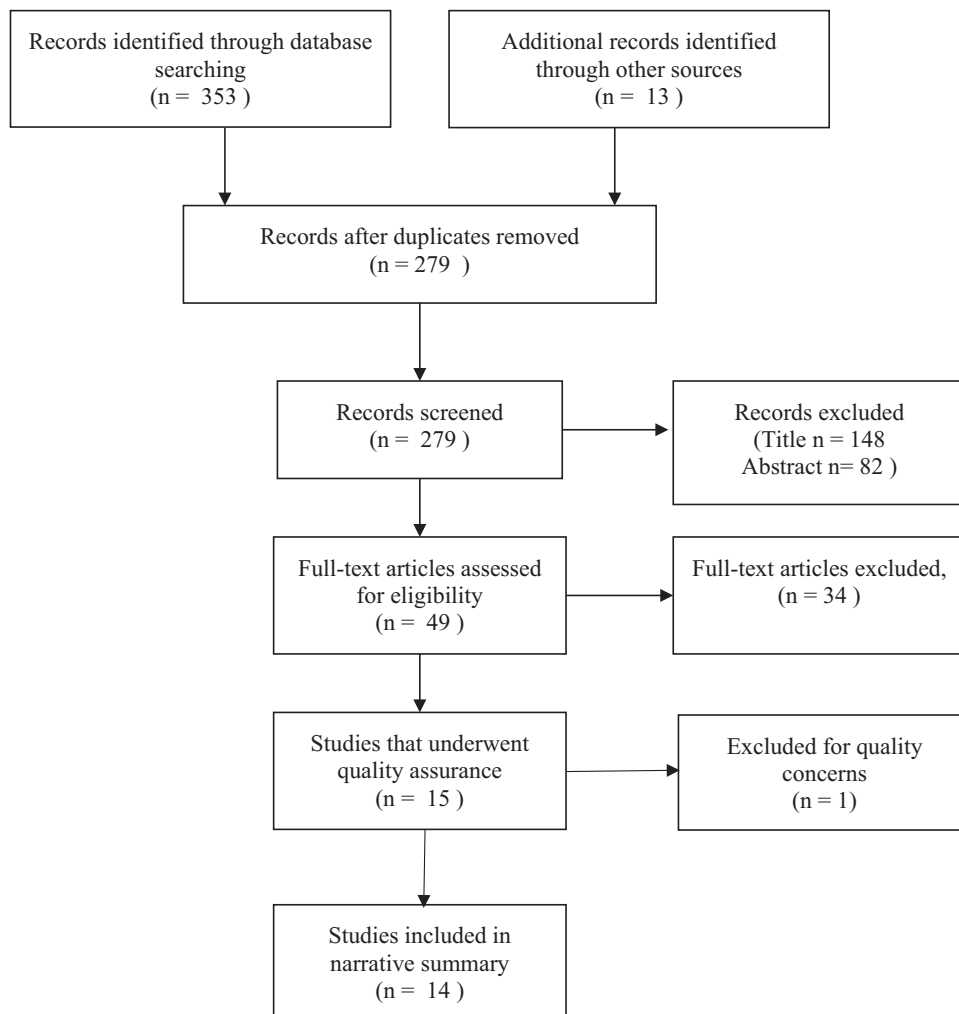 Records identified through database
searching
(n = 353 )
Additional records identified
through other sources
(n = 13 )
Records after duplicates removed
(n = 279 )
Records screened
(n = 279 )
Records excluded
(Title n = 148
Abstract n= 82 )
Full-text articles assessed
for eligibility
(n = 49 )
Full-text articles excluded,
(n = 34 )
Studies that underwent
quality assurance
(n = 15 )
Excluded for quality
concerns
(n = 1)
Studies included in
narrative summary
(n = 14 )